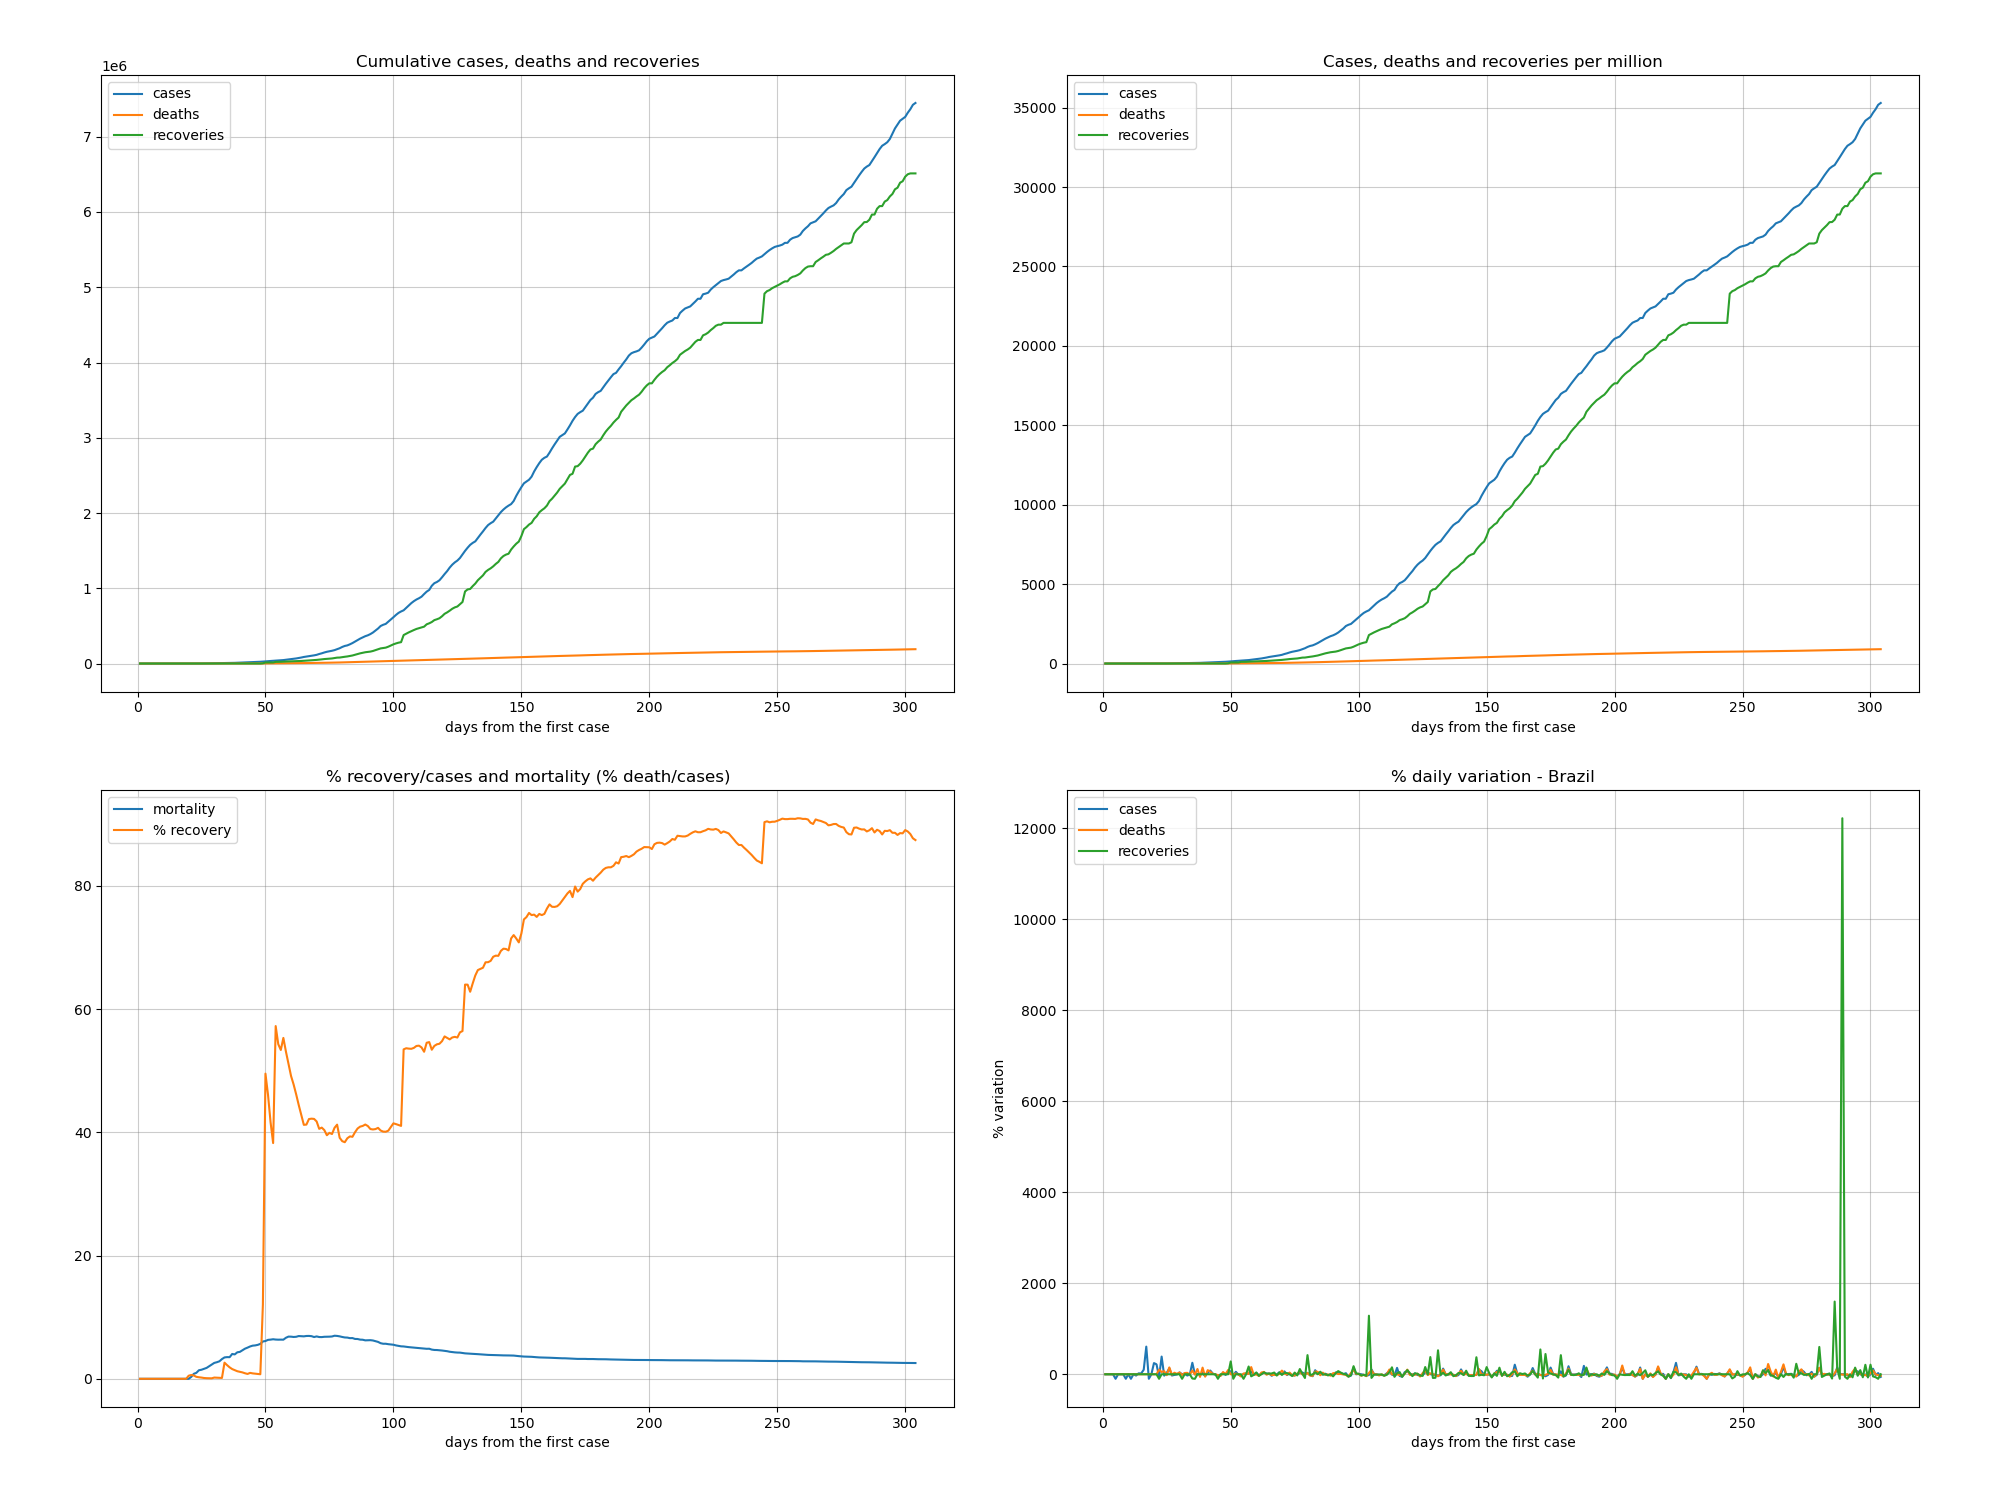 Cumulative cases, deaths and recoveries
1e6
cases
deaths
recoveries
7
6
5
4
3
2
1
0
0 50 100 150 200 250 300
days from the first case
Cases, deaths and recoveries per million
cases
deaths
recoveries
35000
30000
25000
20000
15000
10000
5000
0
0 50 100 150 200 250 300
days from the first case
% recovery/cases and mortality (% death/cases)
mortality
% recovery
80
60
40
20
0
0 50 100 150 200 250 300
days from the first case
% daily variation - Brazil
cases
deaths
recoveries
% variation
12000
10000
8000
6000
4000
2000
0
0 50 100 150 200 250 300
days from the first case